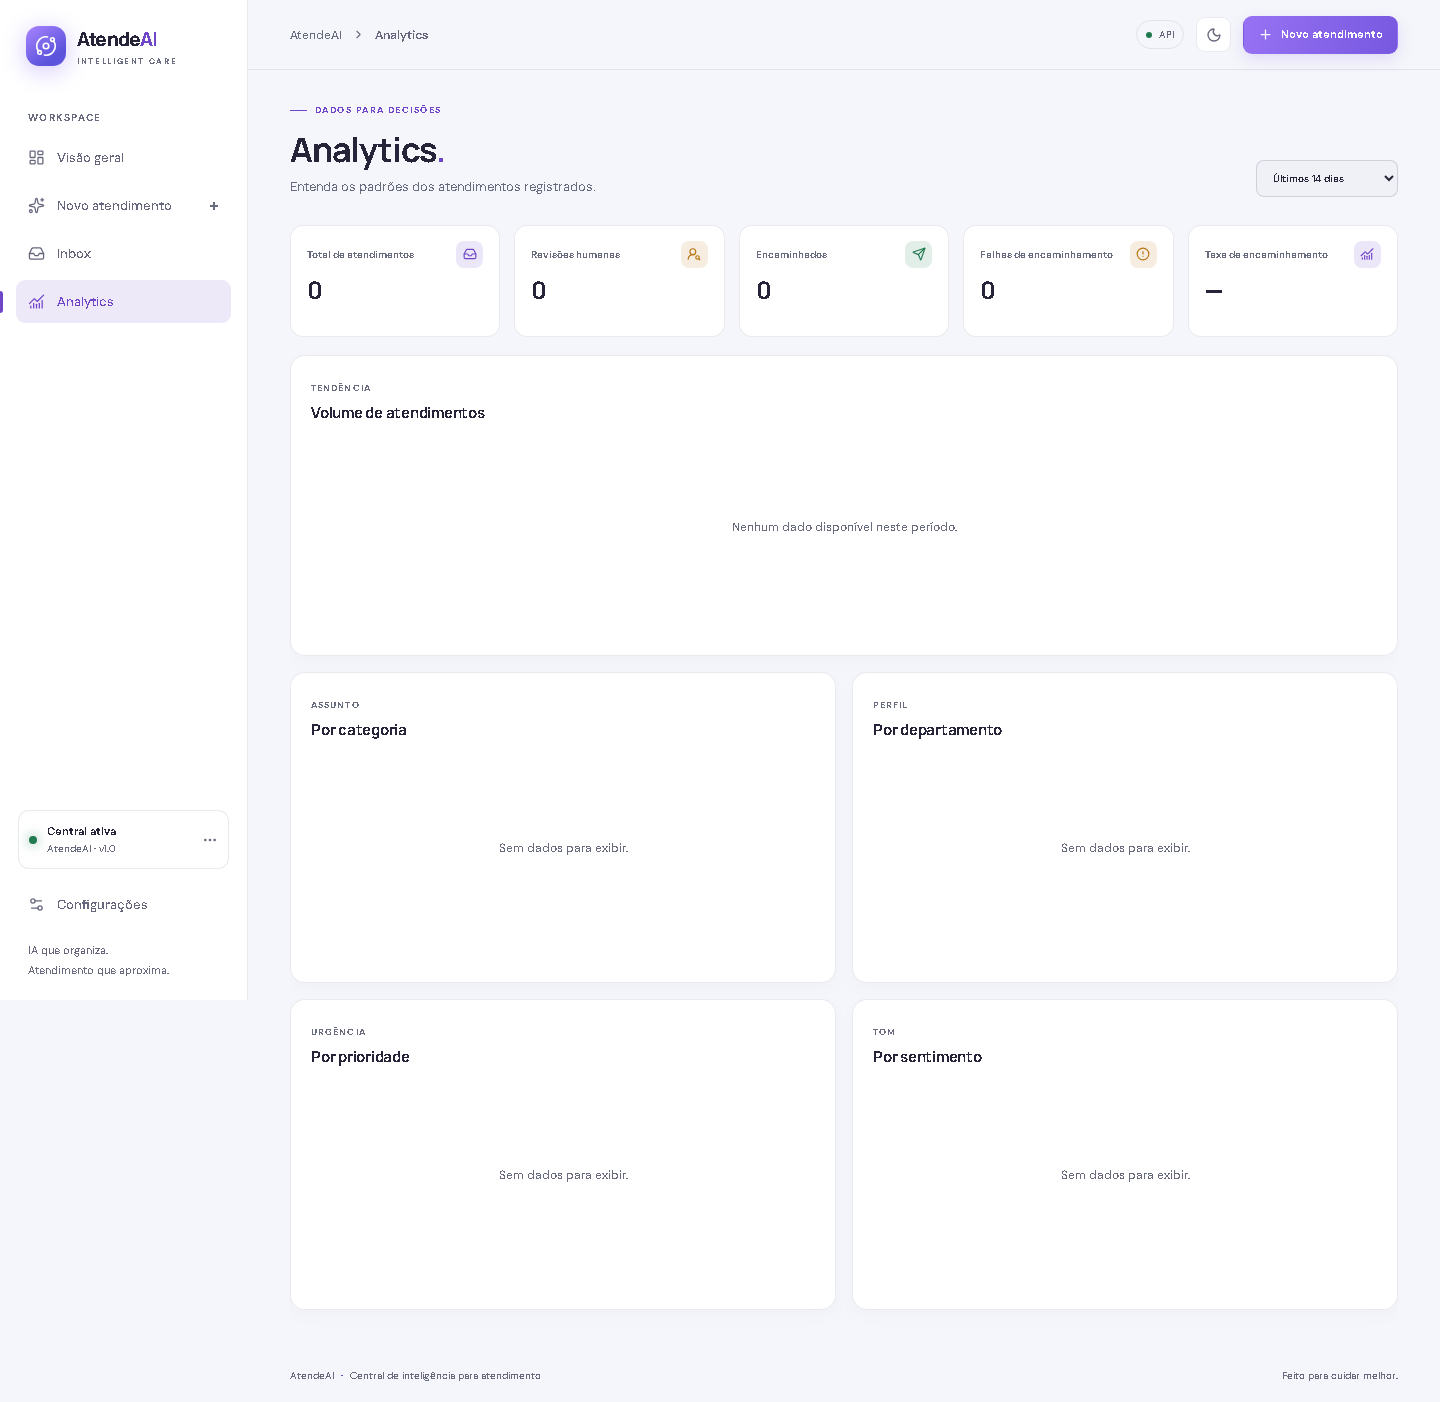 AtendeAI
INTELLIGENT CARE
WORKSPACE
Visão geral
Novo atendimento +
Inbox
Analytics
Central ativa
AtendeAI · v1.0
Configurações
IA que organiza.
Atendimento que aproxima.
AtendeAI > Analytics
API
+ Novo atendimento
DADOS PARA DECISÕES
Analytics.
Entenda os padrões dos atendimentos registrados.
Últimos 14 dias
Total de atendimentos
0
Revisões humanas
0
Encaminhados
0
Falhas de encaminhamento
0
Taxa de encaminhamento
—
TENDÊNCIA
Volume de atendimentos
Nenhum dado disponível neste período.
ASSUNTO
Por categoria
Sem dados para exibir.
PERFIL
Por departamento
Sem dados para exibir.
URGÊNCIA
Por prioridade
Sem dados para exibir.
TOM
Por sentimento
Sem dados para exibir.
AtendeAI · Central de inteligência para atendimento
Feito para cuidar melhor.